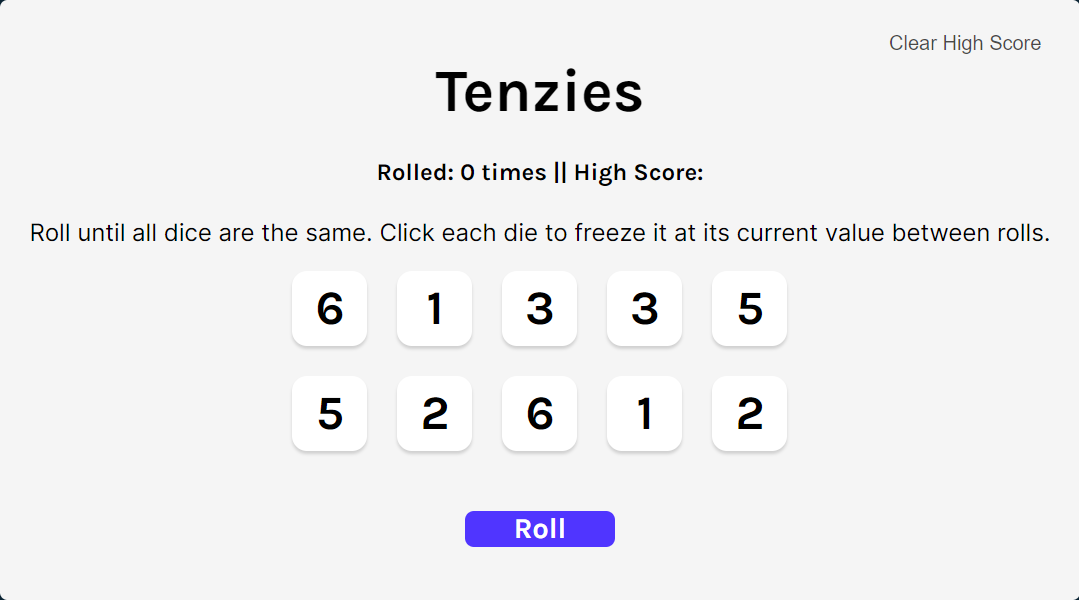 Clear High Score
Tenzies
Rolled: 0 times || High Score:
Roll until all dice are the same. Click each die to freeze it at its current value between rolls.
6 1 3 3 5
5 2 6 1 2
Roll